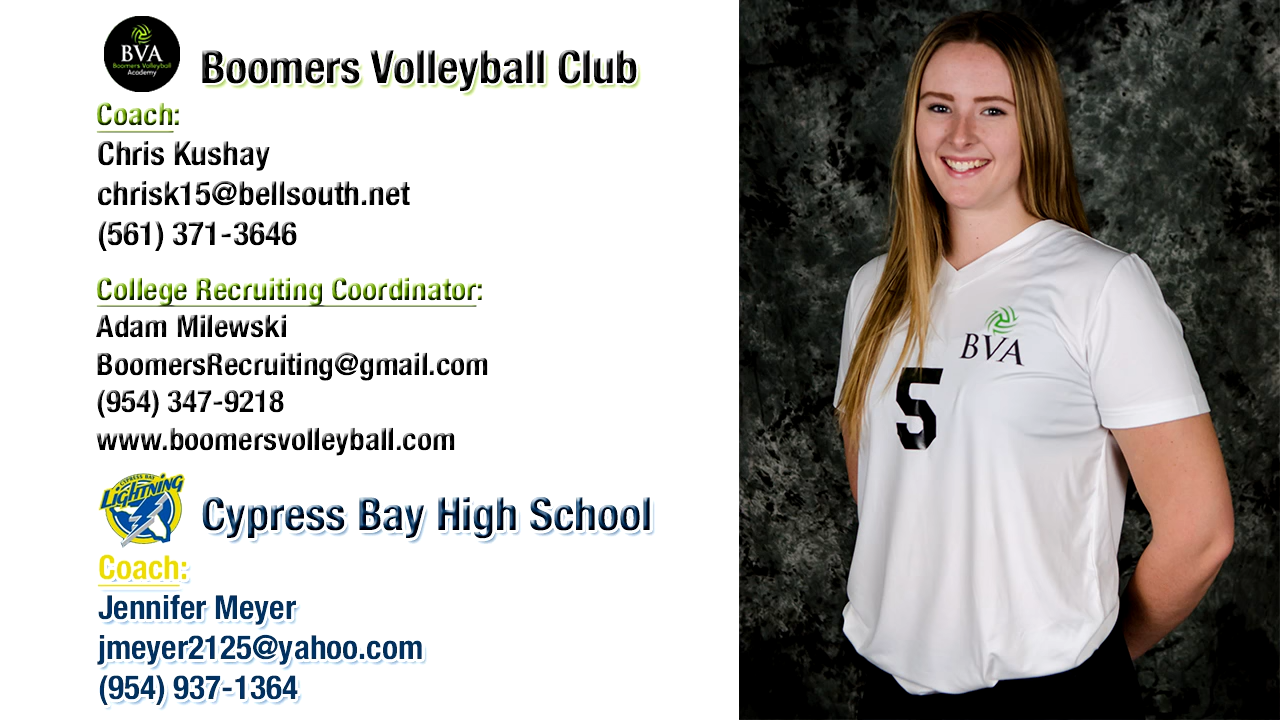 BVA
Boomers Volleyball
Academy
Boomers Volleyball Club
Coach:
Chris Kushay
chrisk15@bellsouth.net
(561) 371-3646
College Recruiting Coordinator:
Adam Milewski
BoomersRecruiting@gmail.com
(954) 347-9218
www.boomersvolleyball.com
CYPRESS BAY
LIGHTNING
Cypress Bay High School
Coach:
Jennifer Meyer
jmeyer2125@yahoo.com
(954) 937-1364
BVA
5